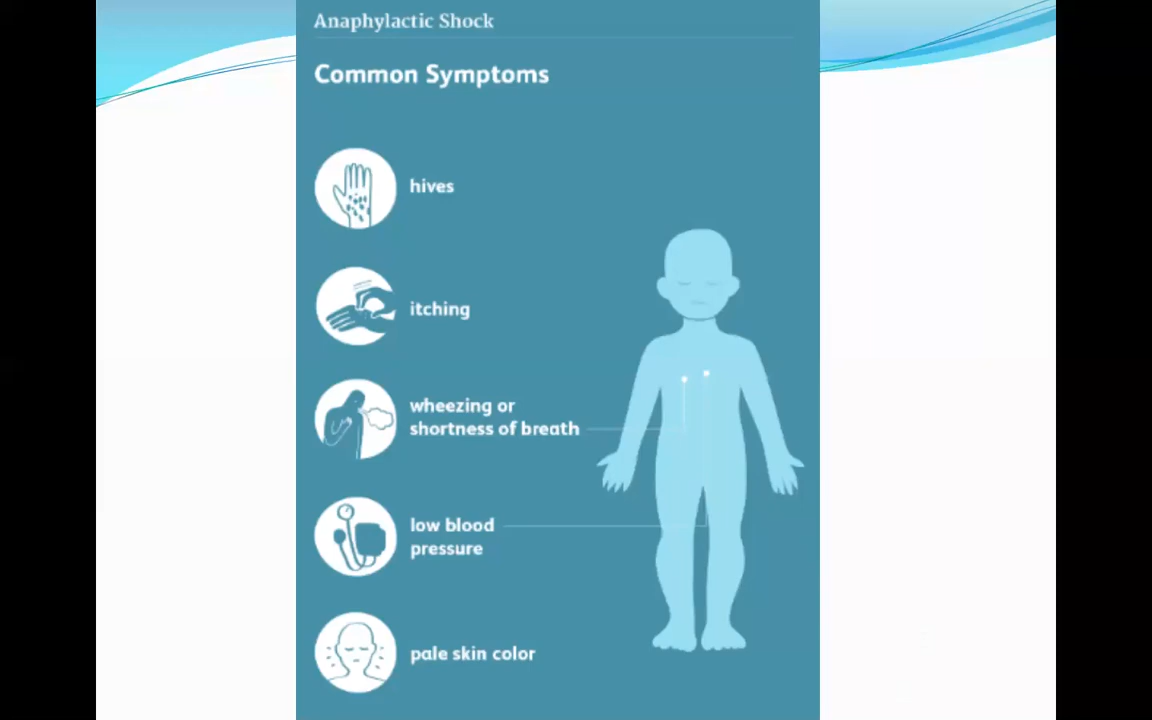 Anaphylactic Shock
Common Symptoms
hives
itching
wheezing or
shortness of breath
low blood
pressure
pale skin color